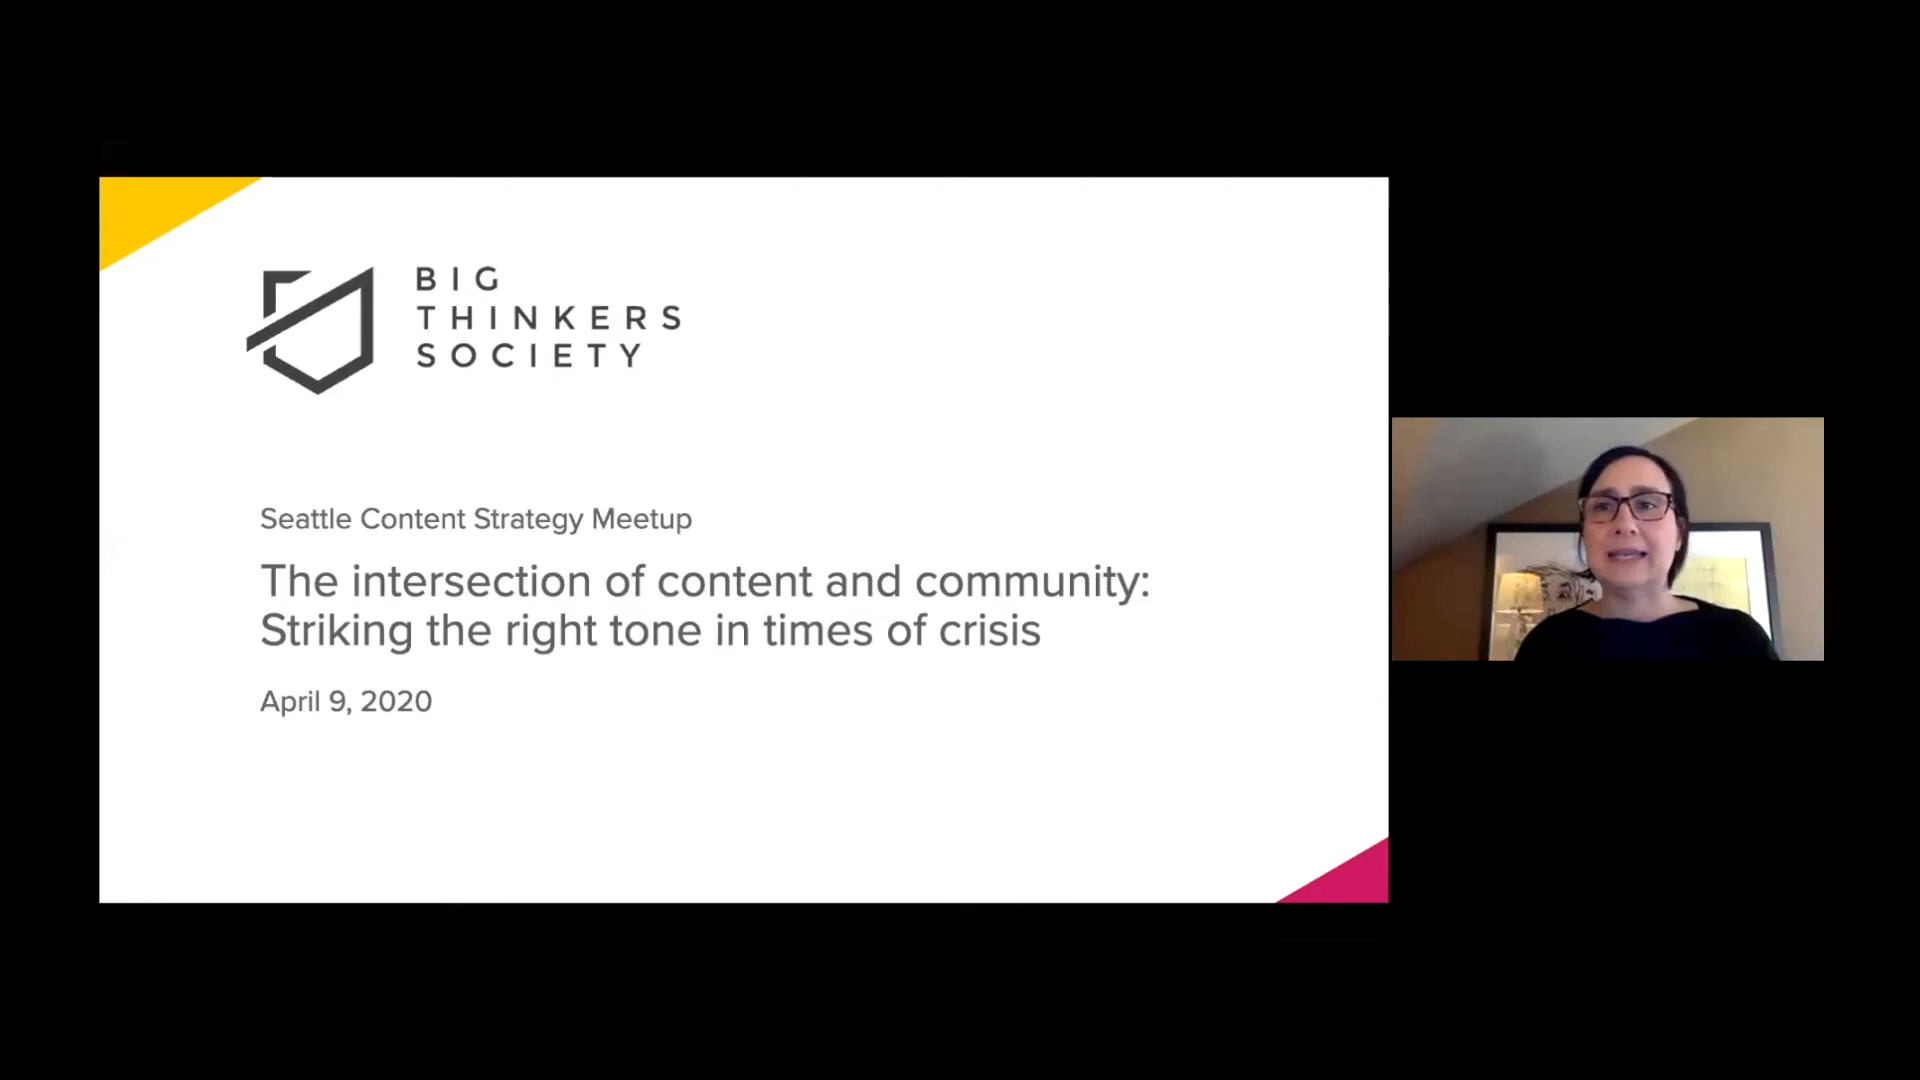 BIG
THINKERS
SOCIETY
Seattle Content Strategy Meetup
The intersection of content and community:
Striking the right tone in times of crisis
April 9, 2020